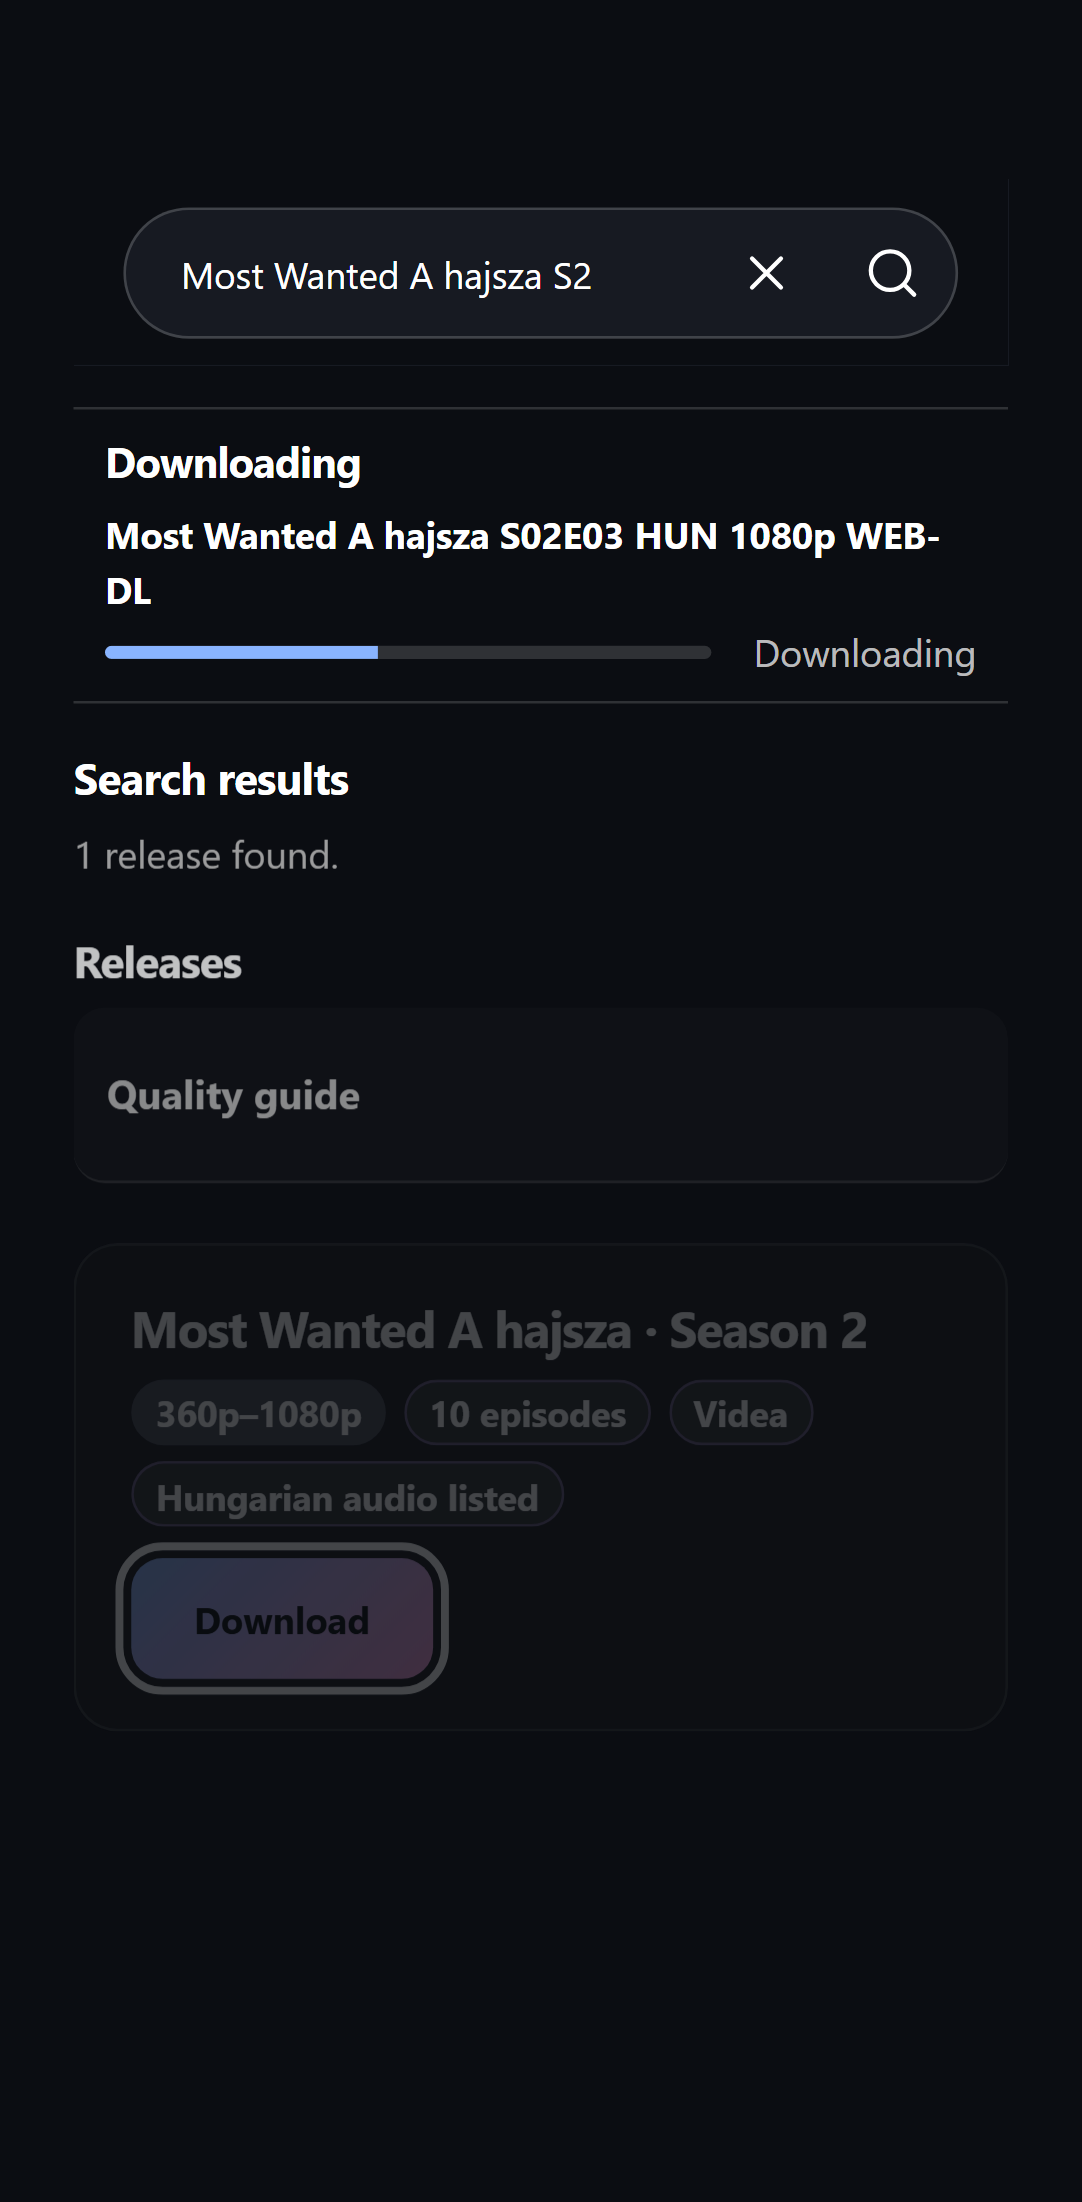 Most Wanted A hajsza S2
Downloading
Most Wanted A hajsza S02E03 HUN 1080p WEB-
DL
Downloading
Search results
1 release found.
Releases
Quality guide
Most Wanted A hajsza · Season 2
360p–1080p 10 episodes Videa
Hungarian audio listed
Download